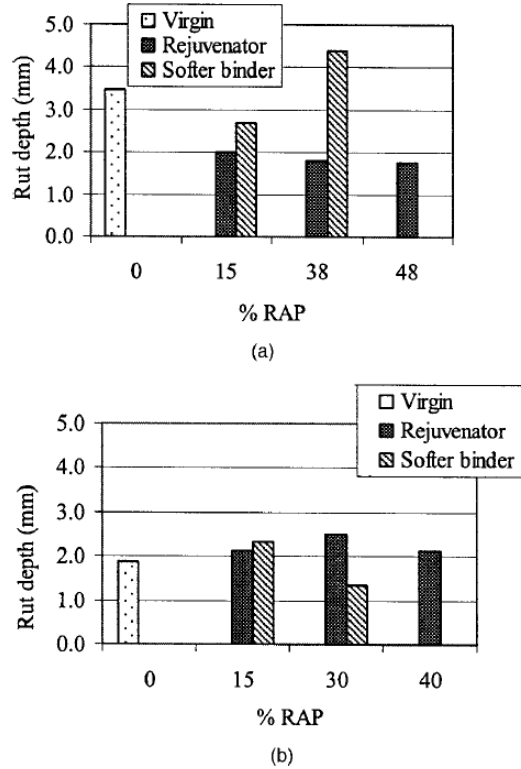 Virgin
Rejuvenator
Softer binder
Rut depth (mm)
5.0
4.0
3.0
2.0
1.0
0.0
0 15 38 48
% RAP
(a)
Virgin
Rejuvenator
Softer binder
Rut depth (mm)
5.0
4.0
3.0
2.0
1.0
0.0
0 15 30 40
% RAP
(b)